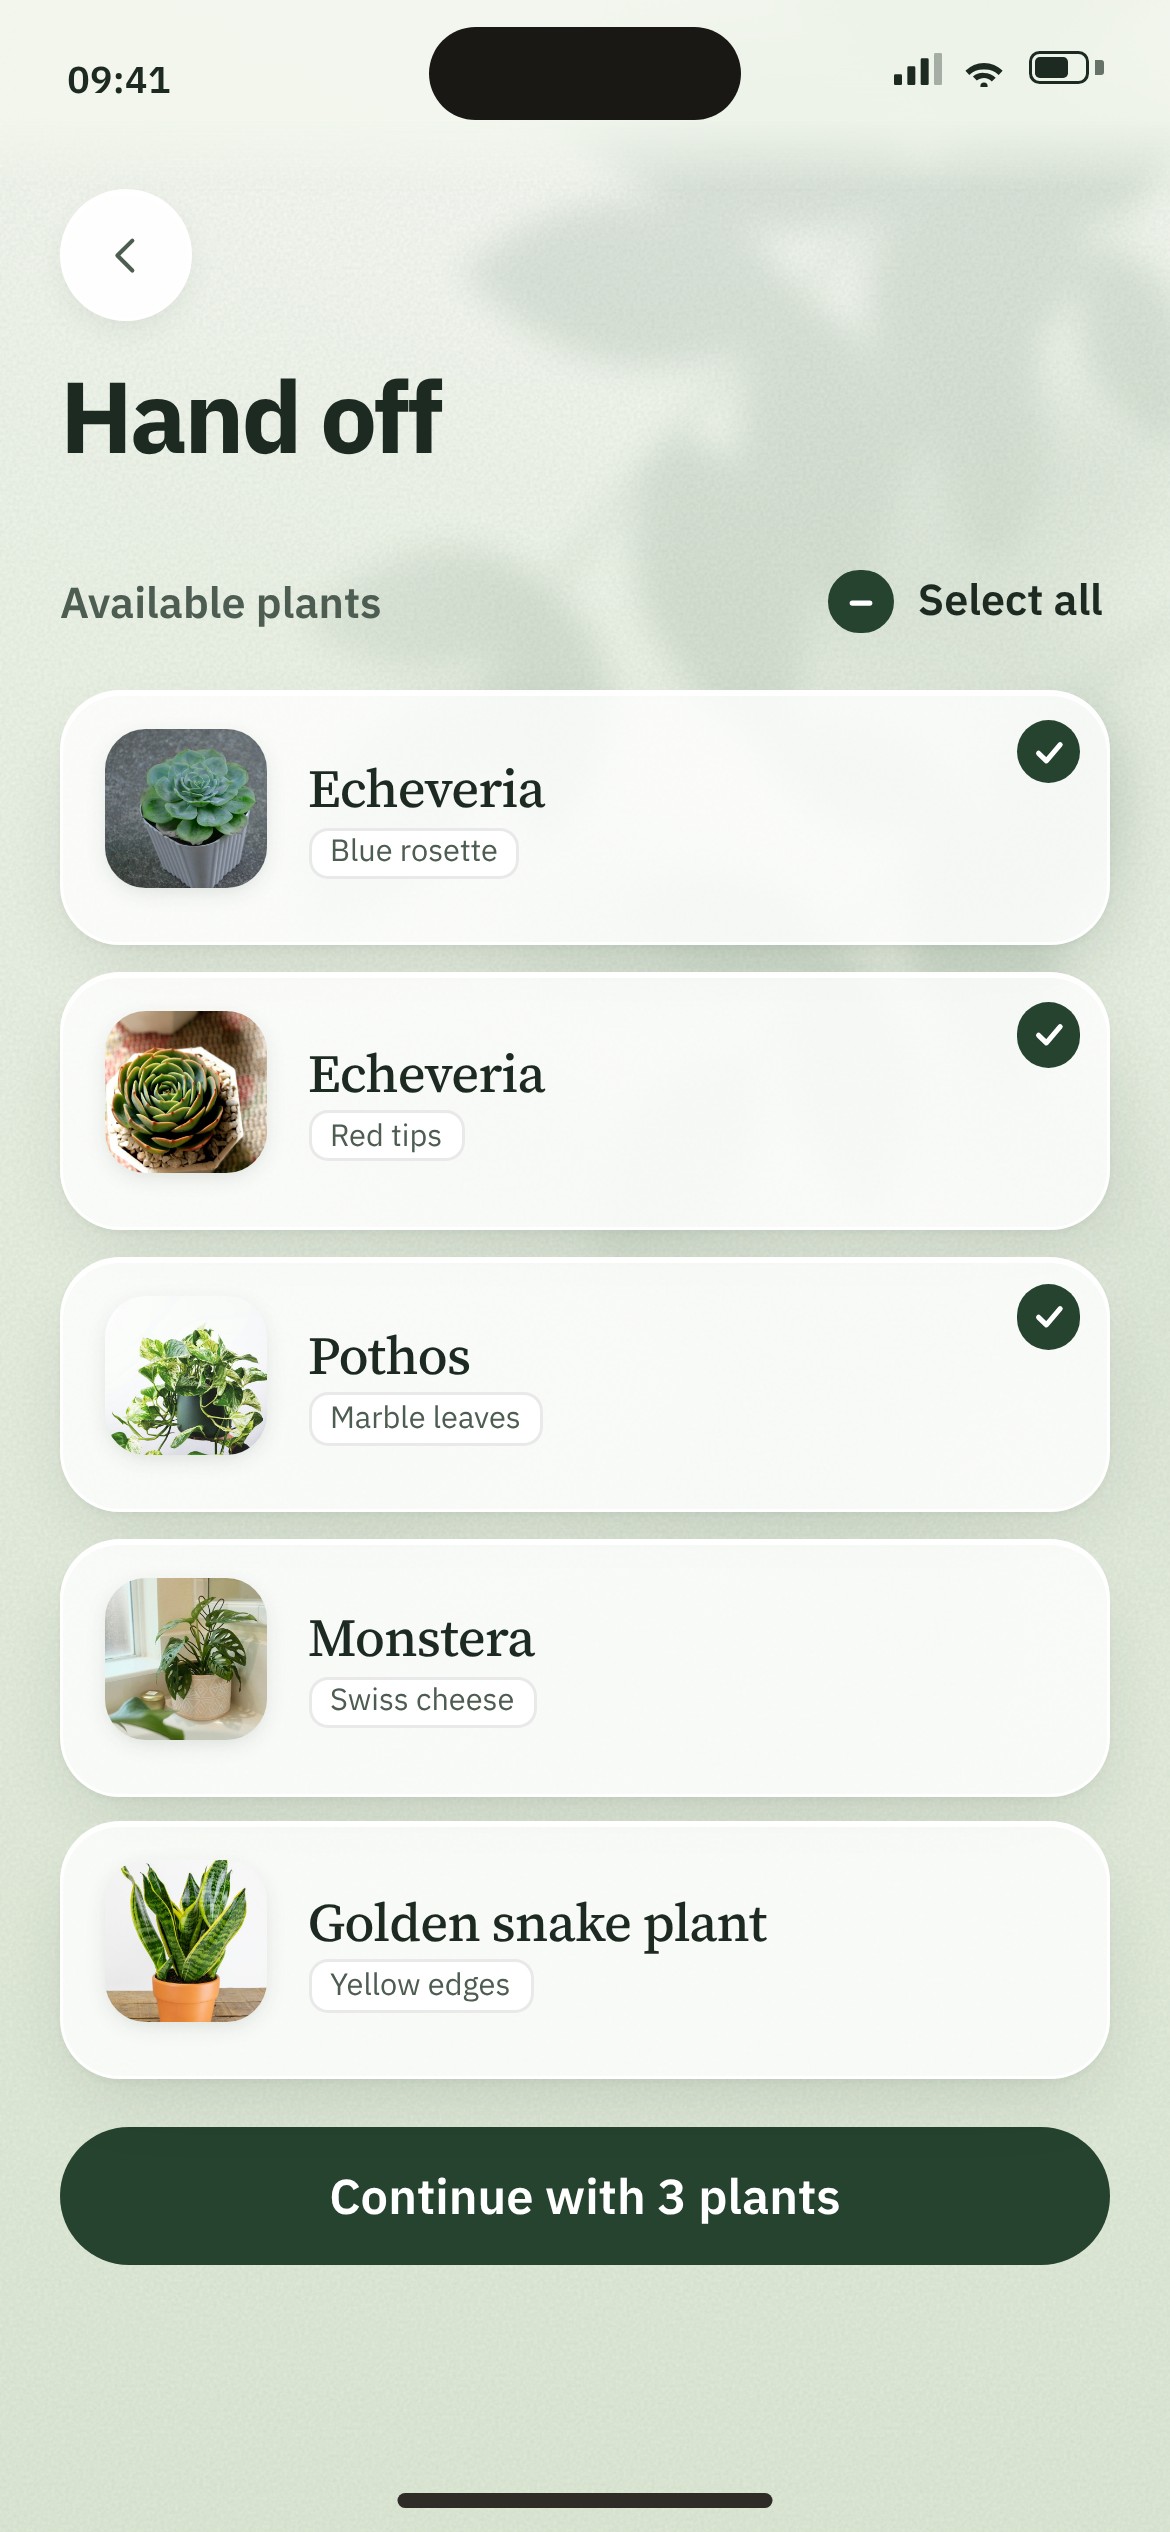 09:41
Hand off
Available plants
Select all
Echeveria
Blue rosette
Echeveria
Red tips
Pothos
Marble leaves
Monstera
Swiss cheese
Golden snake plant
Yellow edges
Continue with 3 plants